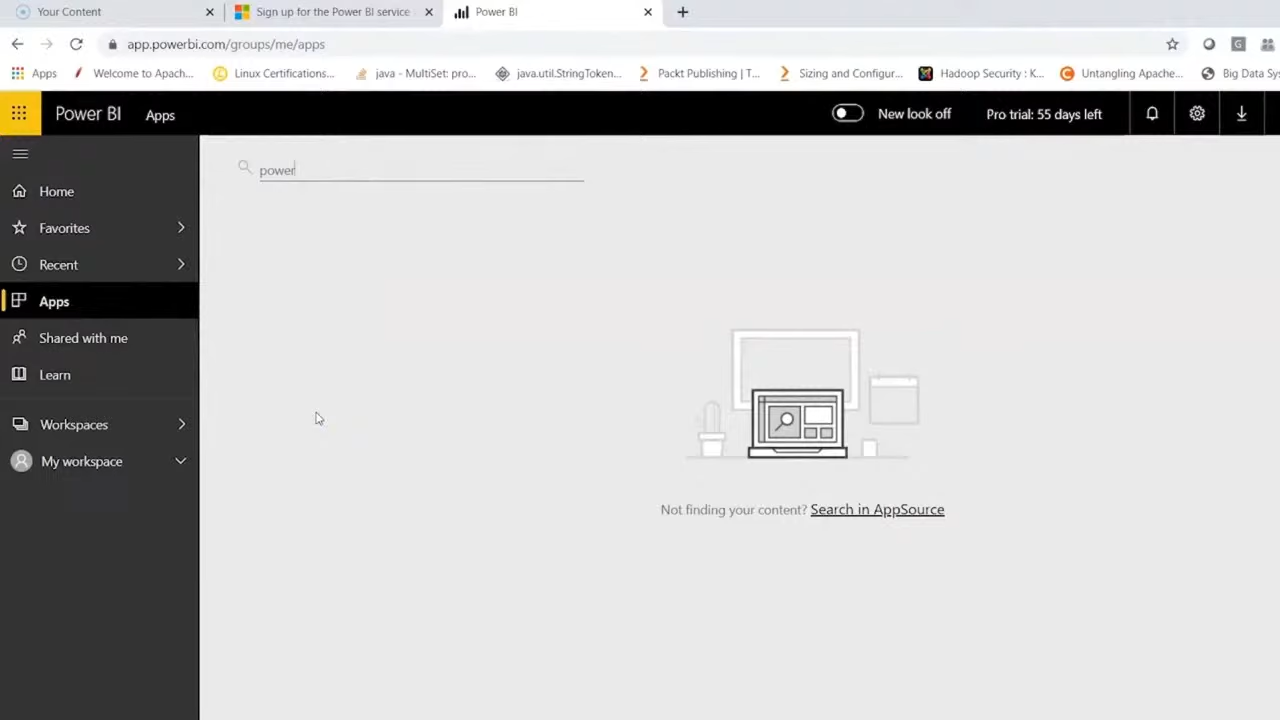 Your Content
Sign up for the Power BI service
Power BI
app.powerbi.com/groups/me/apps
Apps
Welcome to Apach...
Linux Certifications...
java - MultiSet: pro...
java.util.StringToken...
Packt Publishing | T...
Sizing and Configur...
Hadoop Security : K...
Untangling Apache...
Big Data Sys
Power BI
Apps
New look off
Pro trial: 55 days left
power
Home
Favorites
Recent
Apps
Shared with me
Learn
Workspaces
My workspace
Not finding your content? Search in AppSource